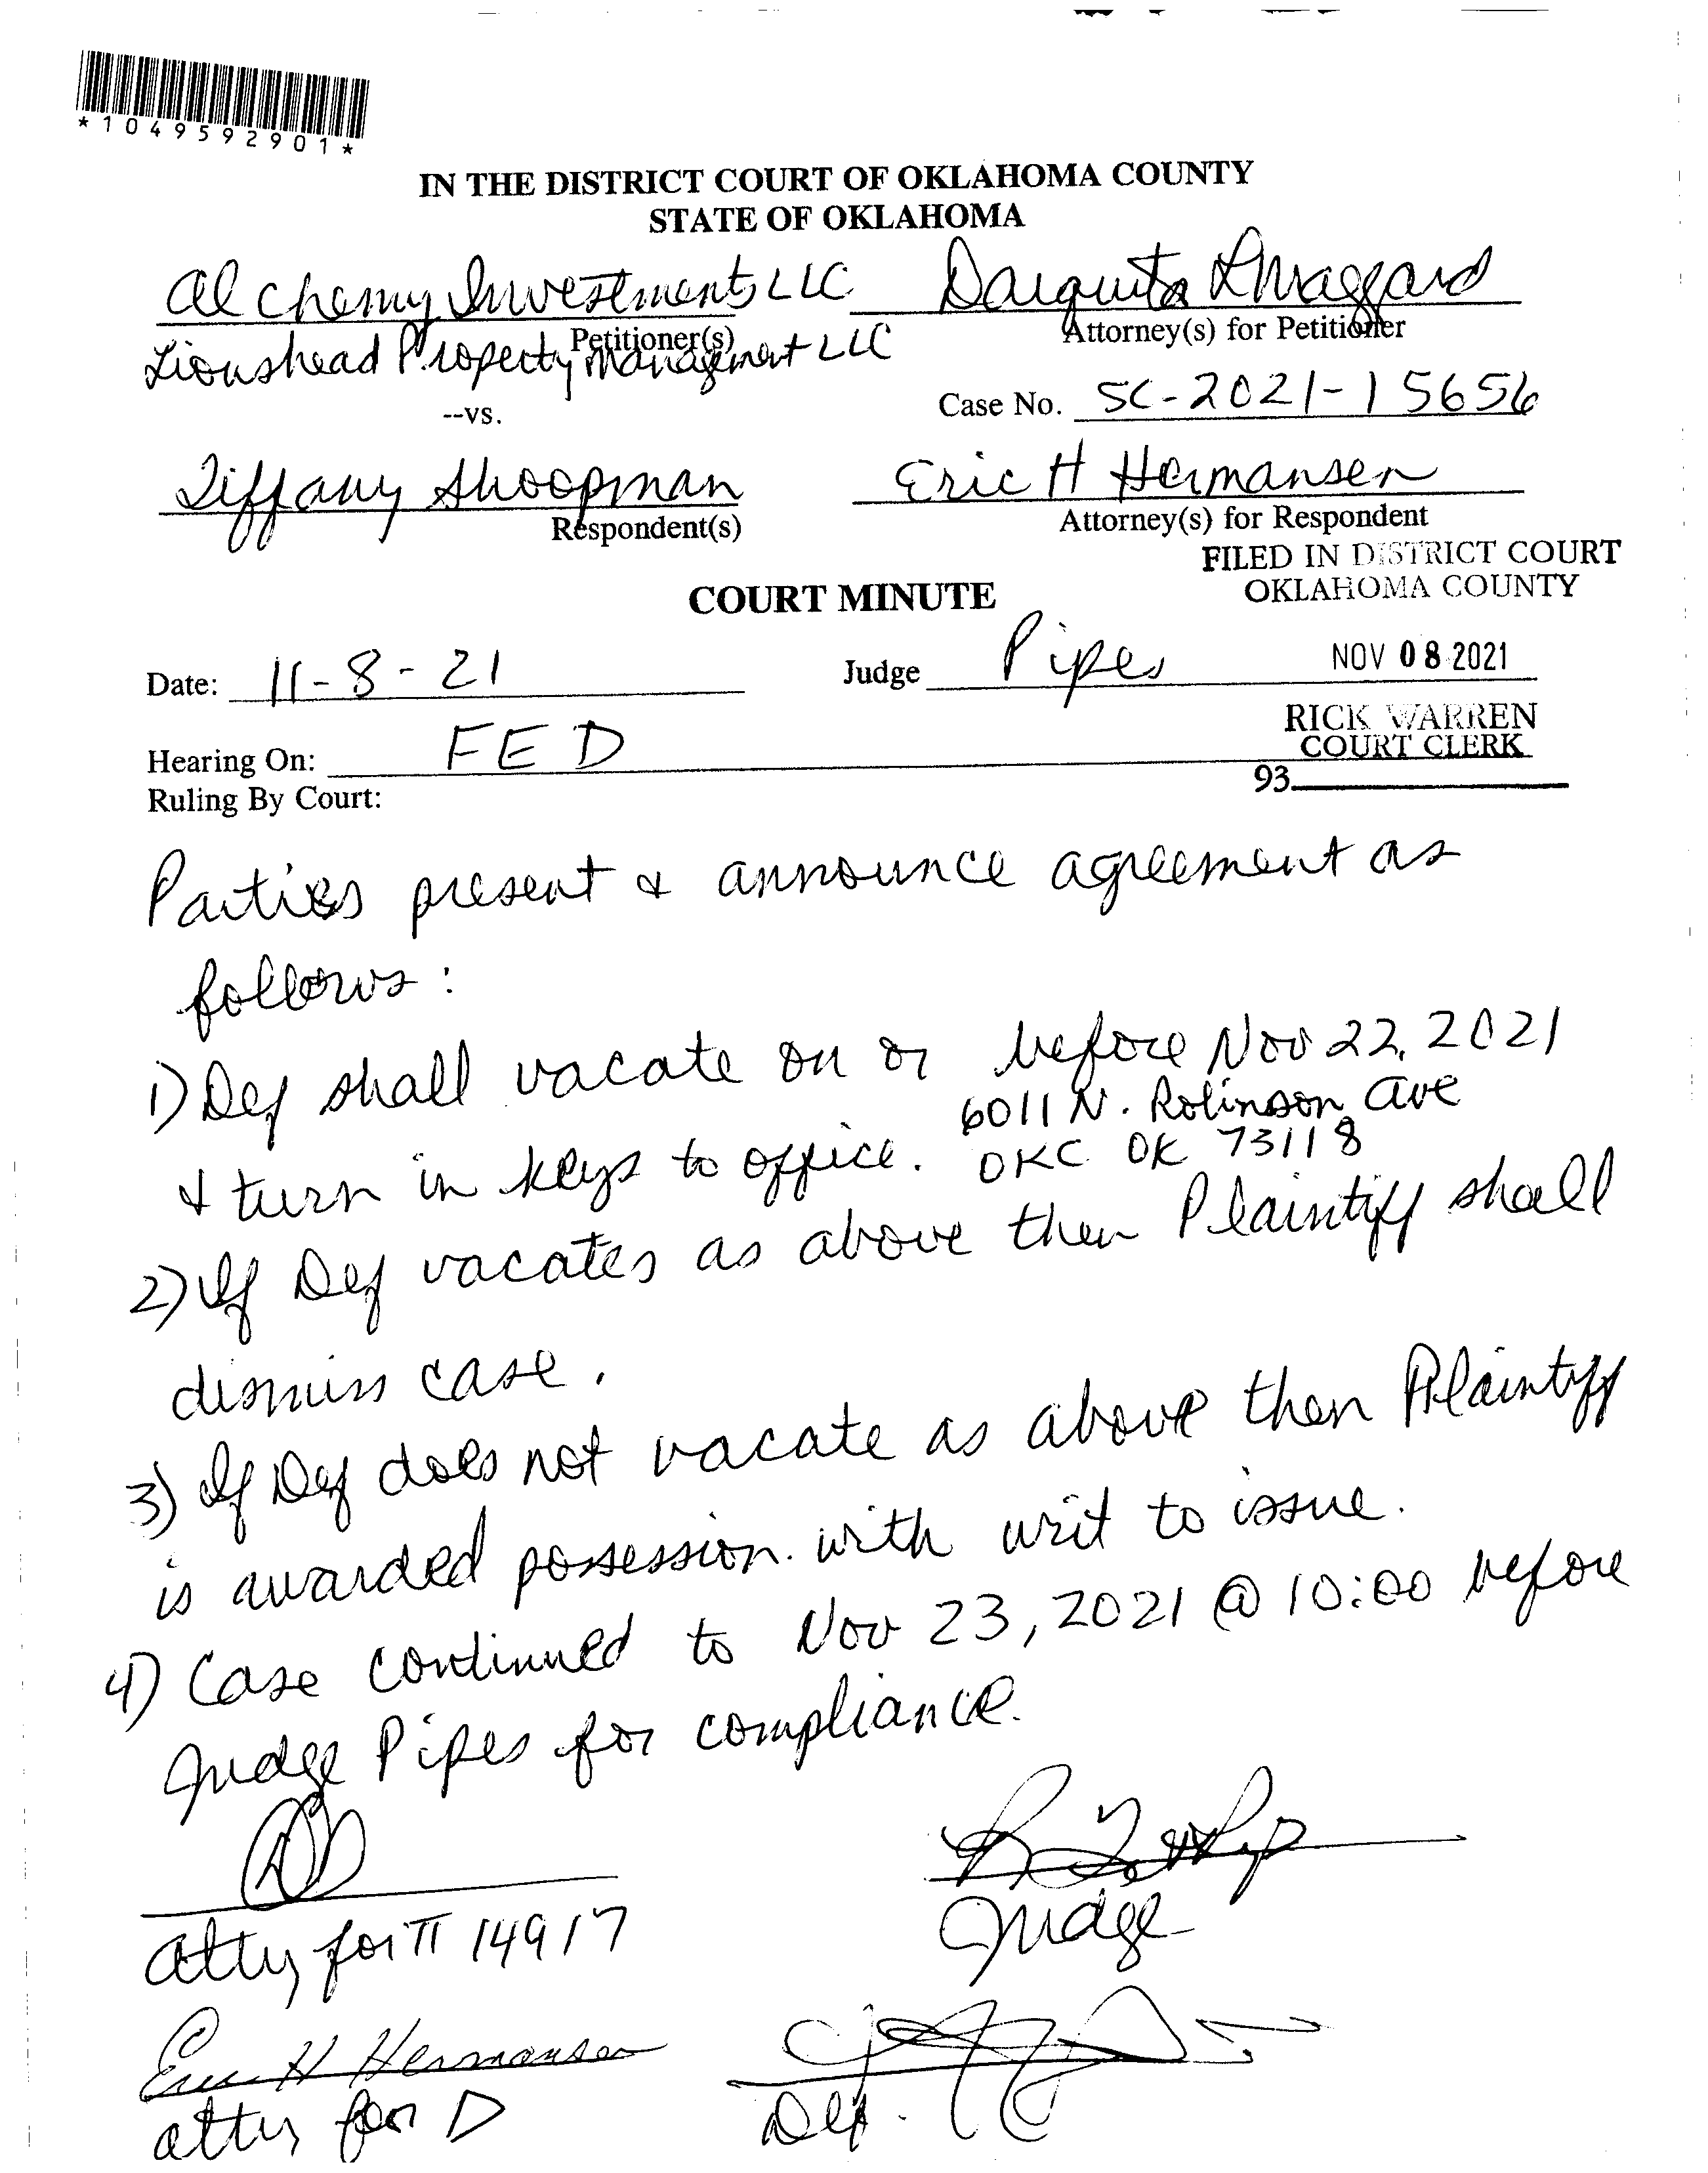 *1049592901*
IN THE DISTRICT COURT OF OKLAHOMA COUNTY
STATE OF OKLAHOMA
Alchemy Investments LLC
Petitioner(s)
Lionshead Property Management LLC
Daiquita L Maggard
Attorney(s) for Petitioner
--vs.
Case No. SC-2021-15656
Tiffany Shoopman
Respondent(s)
Eric H Hermansen
Attorney(s) for Respondent
FILED IN DISTRICT COURT
OKLAHOMA COUNTY
COURT MINUTE
Date: 11-8-21
Judge Pipes
NOV 08 2021
RICK WARREN
COURT CLERK
Hearing On: FED
93
Ruling By Court:
Parties present & announce agreement as
follows:
1) Def shall vacate on or before Nov 22, 2021
6011 N. Robinson Ave
& turn in keys to office. OKC OK 73118
2) If Def vacates as above then Plaintiff shall
dismiss case.
3) If Def does not vacate as above then Plaintiff
is awarded possession with writ to issue.
4) Case continued to Nov 23, 2021 @ 10:00 before
Judge Pipes for compliance.
Judge
atty for π 14917
Eric H Hermansen
atty for D
Def.